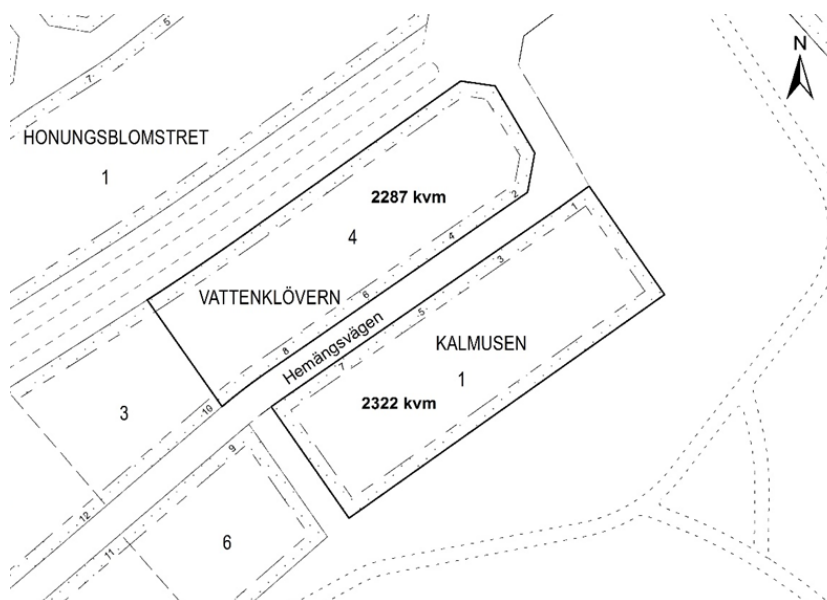 5
N
7
HONUNGSBLOMSTRET
1
2287 kvm
2
4
4
1
3
VATTENKLÖVERN
6
5
Hemängsvägen
8
7
KALMUSEN
1
2322 kvm
3
10
9
12
11
6